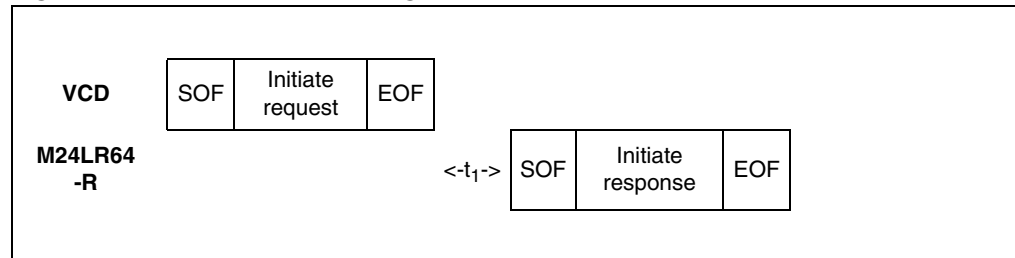 VCD SOF Initiate request EOF
M24LR64-R <-t1-> SOF Initiate response EOF